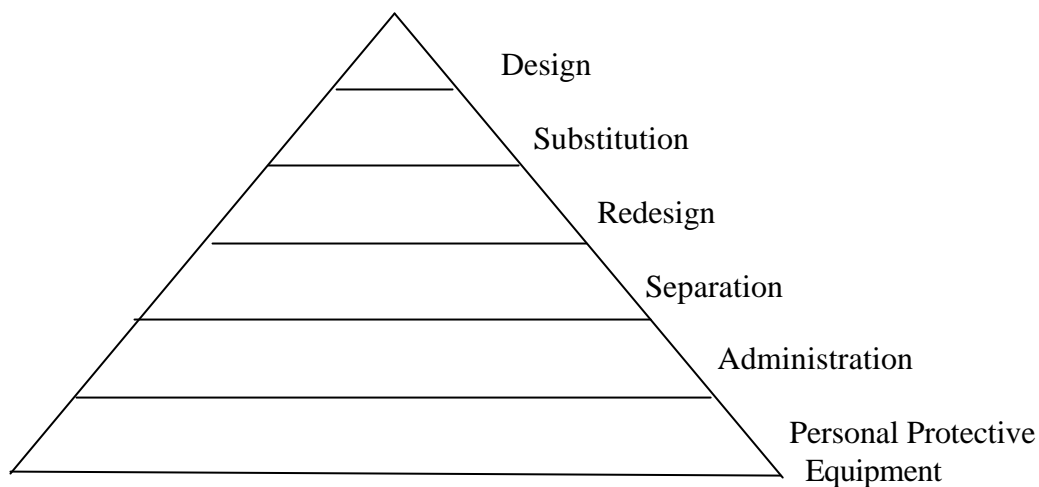 Design
Substitution
Redesign
Separation
Administration
Personal Protective
Equipment